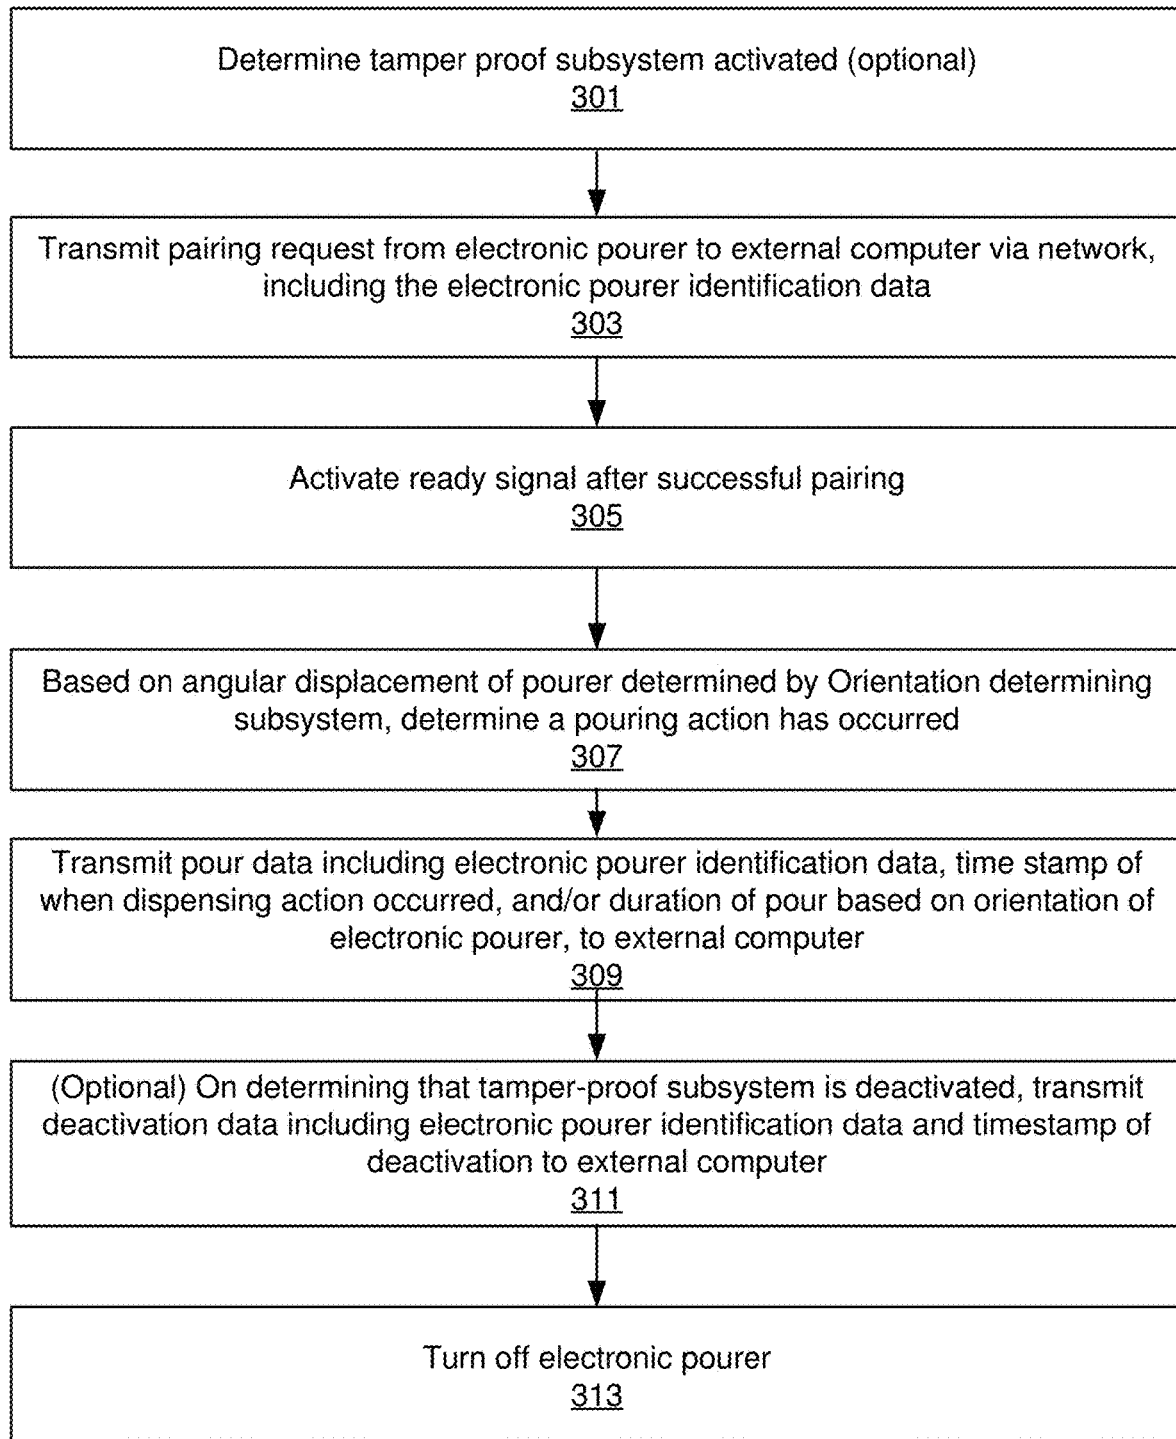 Determine tamper proof subsystem activated (optional)
301
Transmit pairing request from electronic pourer to external computer via network,
including the electronic pourer identification data
303
Activate ready signal after successful pairing
305
Based on angular displacement of pourer determined by Orientation determining
subsystem, determine a pouring action has occurred
307
Transmit pour data including electronic pourer identification data, time stamp of
when dispensing action occurred, and/or duration of pour based on orientation of
electronic pourer, to external computer
309
(Optional) On determining that tamper-proof subsystem is deactivated, transmit
deactivation data including electronic pourer identification data and timestamp of
deactivation to external computer
311
Turn off electronic pourer
313